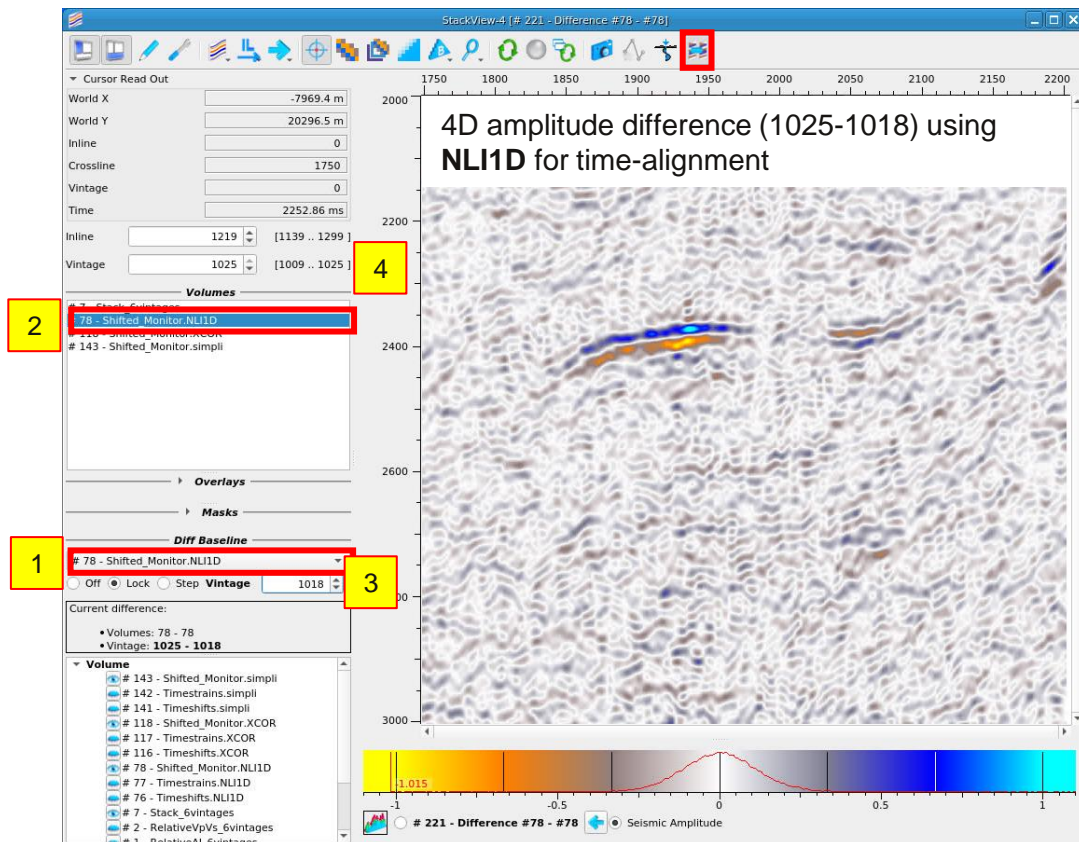 StackView-4 [# 221 - Difference #78 - #78]
Cursor Read Out
World X -7969.4 m
World Y 20296.5 m
Inline 0
Crossline 1750
Vintage 0
Time 2252.86 ms
Inline 1219 [1139 .. 1299 ]
Vintage 1025 [1009 .. 1025 ]
4
Volumes
# 7 - Stack_6vintages
2
# 78 - Shifted_Monitor.NLI1D
# 118 - Shifted_Monitor.XCOR
# 143 - Shifted_Monitor.simpli
Overlays
Masks
Diff Baseline
1
# 78 - Shifted_Monitor.NLI1D
Off Lock Step Vintage 1018
3
Current difference:
• Volumes: 78 - 78
• Vintage: 1025 - 1018
Volume
# 143 - Shifted_Monitor.simpli
# 142 - Timestrains.simpli
# 141 - Timeshifts.simpli
# 118 - Shifted_Monitor.XCOR
# 117 - Timestrains.XCOR
# 116 - Timeshifts.XCOR
# 78 - Shifted_Monitor.NLI1D
# 77 - Timestrains.NLI1D
# 76 - Timeshifts.NLI1D
# 7 - Stack_6vintages
# 2 - RelativeVpVs_6vintages
# 1 - RelativeAI_6vintages
1750 1800 1850 1900 1950 2000 2050 2100 2150 2200
2000
4D amplitude difference (1025-1018) using
NLI1D for time-alignment
2200
2400
2600
3000
-1.015
-1 -0.5 0 0.5 1
# 221 - Difference #78 - #78 Seismic Amplitude